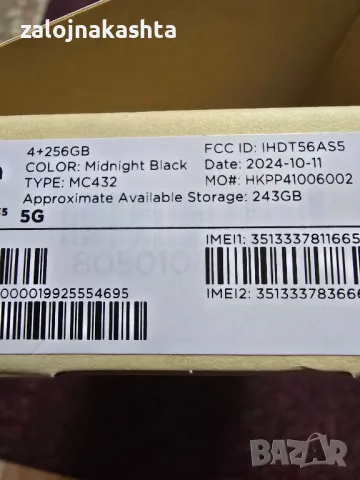 zalojnakashta
4+256GB
COLOR: Midnight Black
TYPE: MC432
Approximate Available Storage: 243GB
5G
FCC ID: IHDT56AS5
Date: 2024-10-11
MO#: HKPP41006002
IMEI1: 3513337811665
000019925554695
IMEI2: 351333783666
BAZAR